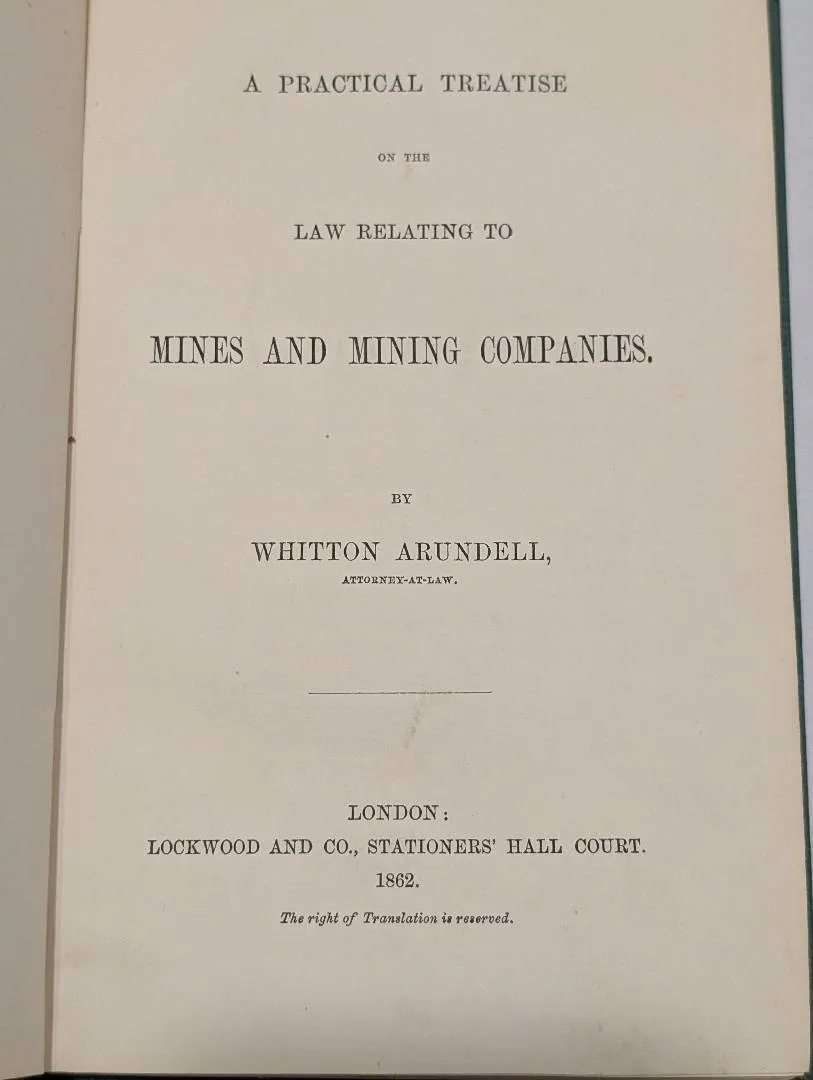 A PRACTICAL TREATISE
ON THE
LAW RELATING TO
MINES AND MINING COMPANIES.
BY
WHITTON ARUNDELL,
ATTORNEY-AT-LAW.
LONDON:
LOCKWOOD AND CO., STATIONERS' HALL COURT.
1862.
The right of Translation is reserved.